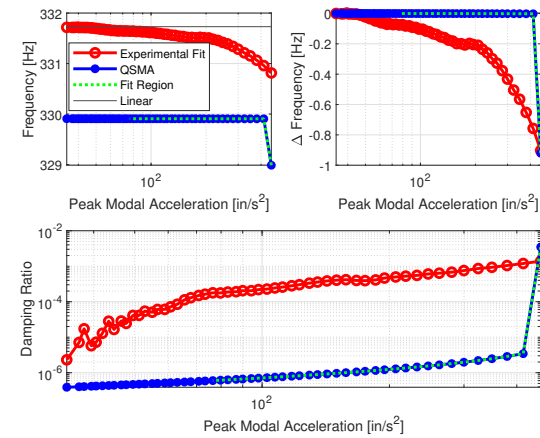 332
331
330
329
Frequency [Hz]
Experimental Fit
QSMA
Fit Region
Linear
10²
Peak Modal Acceleration [in/s²]
0
-0.2
-0.4
-0.6
-0.8
-1
Δ Frequency [Hz]
10²
Peak Modal Acceleration [in/s²]
10⁻²
10⁻⁴
10⁻⁶
Damping Ratio
10²
Peak Modal Acceleration [in/s²]